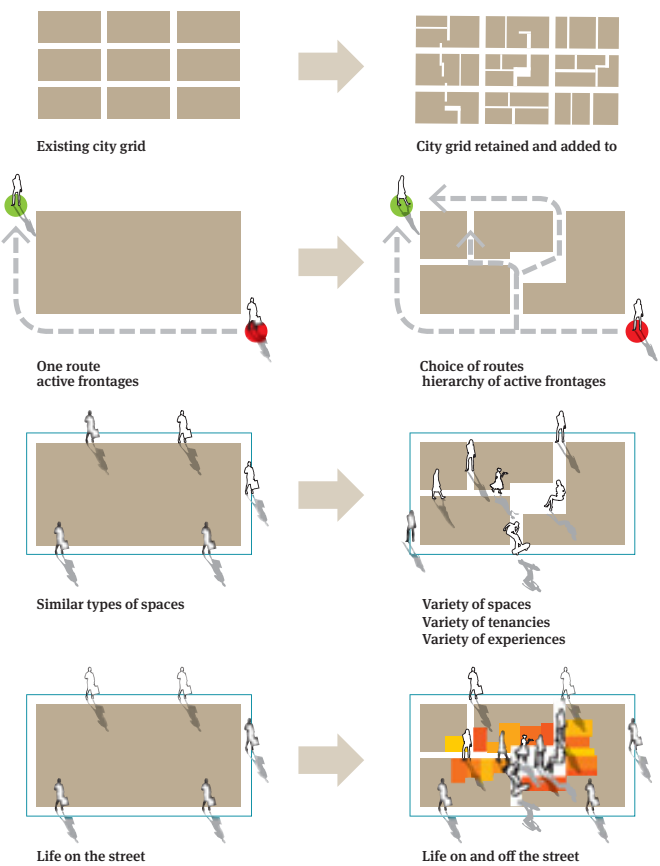 Existing city grid
City grid retained and added to
One route
active frontages
Choice of routes
hierarchy of active frontages
Similar types of spaces
Variety of spaces
Variety of tenancies
Variety of experiences
Life on the street
Life on and off the street